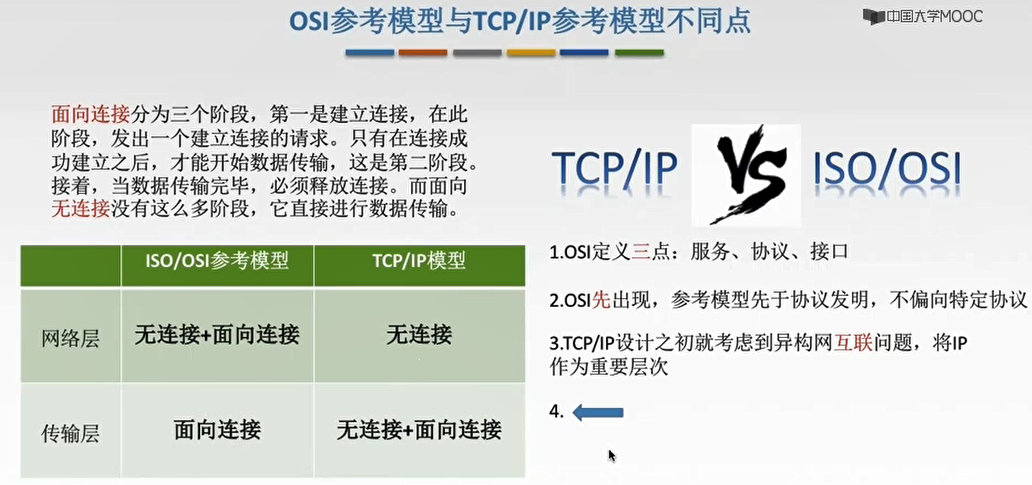 OSI参考模型与TCP/IP参考模型不同点
中国大学MOOC
面向连接分为三个阶段，第一是建立连接，在此
阶段，发出一个建立连接的请求。只有在连接成
功建立之后，才能开始数据传输，这是第二阶段。
接着，当数据传输完毕，必须释放连接。而面向
无连接没有这么多阶段，它直接进行数据传输。
TCP/IP VS ISO/OSI
ISO/OSI参考模型 TCP/IP模型
网络层 无连接+面向连接 无连接
传输层 面向连接 无连接+面向连接
1.OSI定义三点：服务、协议、接口
2.OSI先出现，参考模型先于协议发明，不偏向特定协议
3.TCP/IP设计之初就考虑到异构网互联问题，将IP
作为重要层次
4.